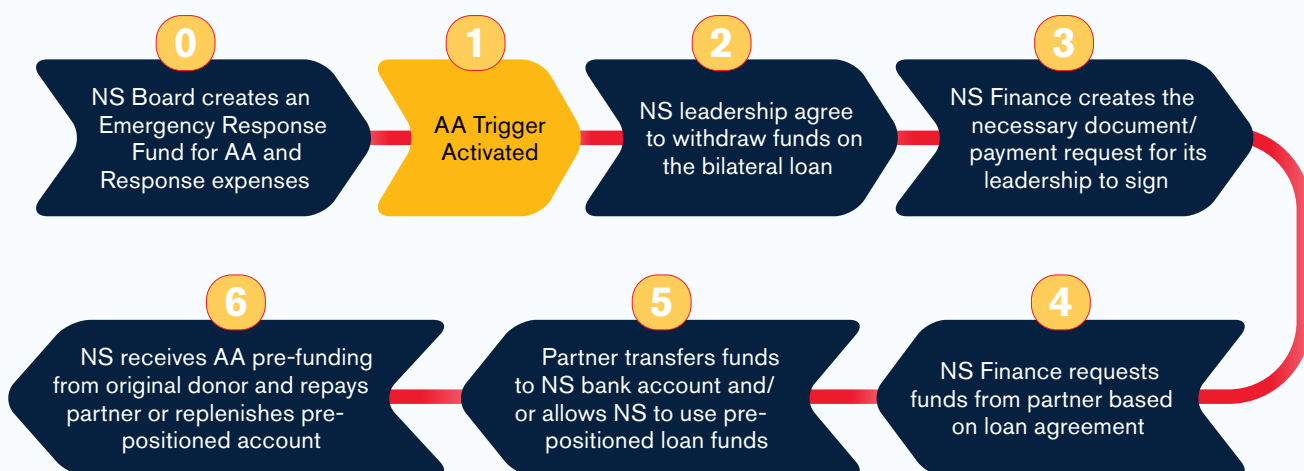 0
NS Board creates an
Emergency Response
Fund for AA and
Response expenses
1
AA Trigger
Activated
2
NS leadership agree
to withdraw funds on
the bilateral loan
3
NS Finance creates the
necessary document/
payment request for its
leadership to sign
4
NS Finance requests
funds from partner based
on loan agreement
5
Partner transfers funds
to NS bank account and/
or allows NS to use pre-
positioned loan funds
6
NS receives AA pre-funding
from original donor and repays
partner or replenishes pre-
positioned account